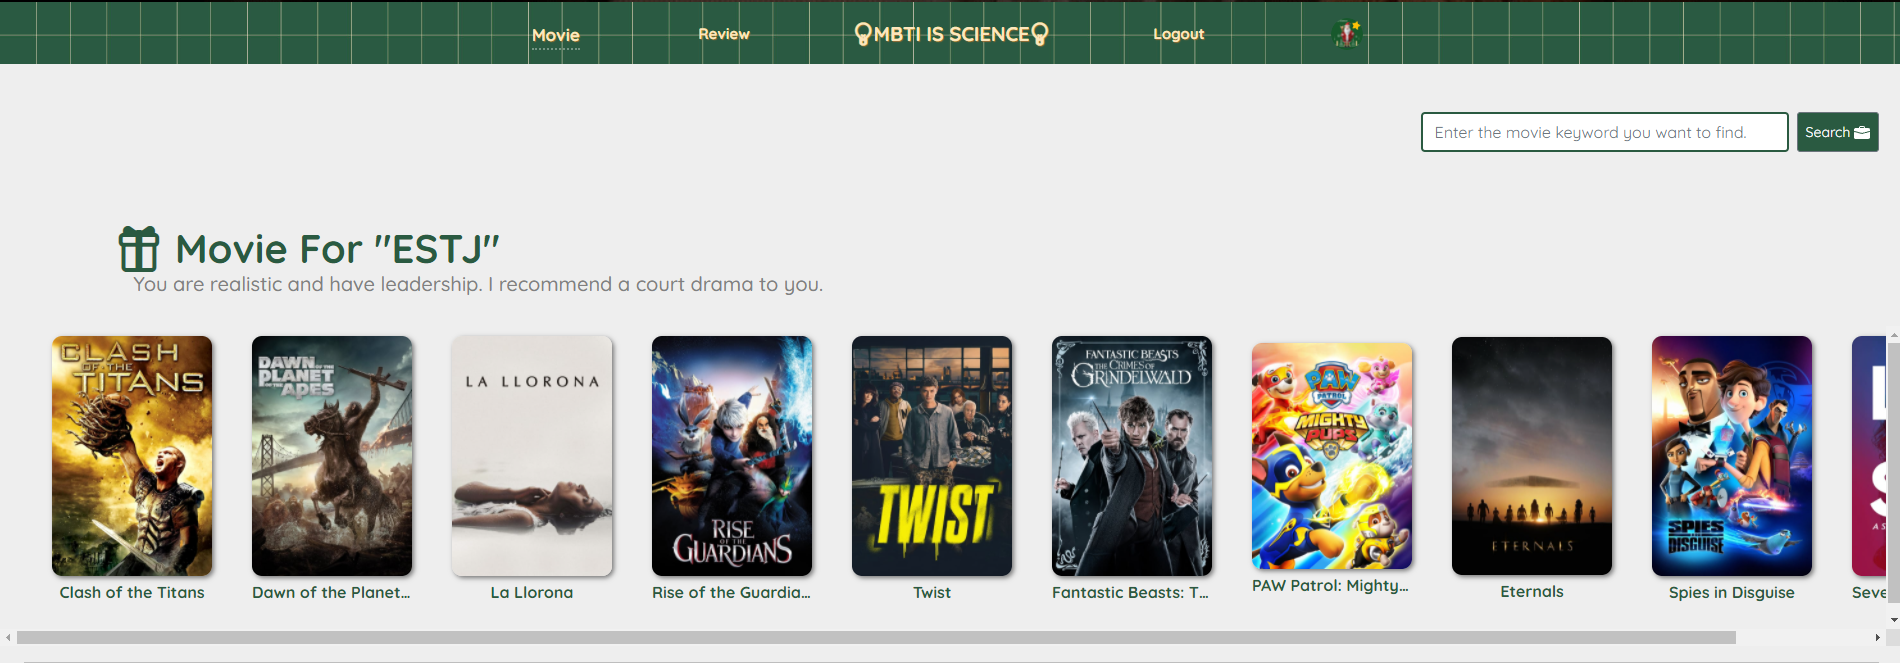 Movie
Review
MBTI IS SCIENCE
Logout
Enter the movie keyword you want to find.
Search
Movie For "ESTJ"
You are realistic and have leadership. I recommend a court drama to you.
CLASH
OF THE
TITANS
DAWN OF THE
PLANET
OF THE
APES
LA LLORONA
RISE
OF THE
GUARDIANS
TWIST
FANTASTIC BEASTS
THE CRIMES OF
GRINDELWALD
PAW
PATROL
MIGHTY
PUPS
ETERNALS
SPIES
IN
DISGUISE
Clash of the Titans
Dawn of the Planet...
La Llorona
Rise of the Guardia...
Twist
Fantastic Beasts: T...
PAW Patrol: Mighty...
Eternals
Spies in Disguise
Seve